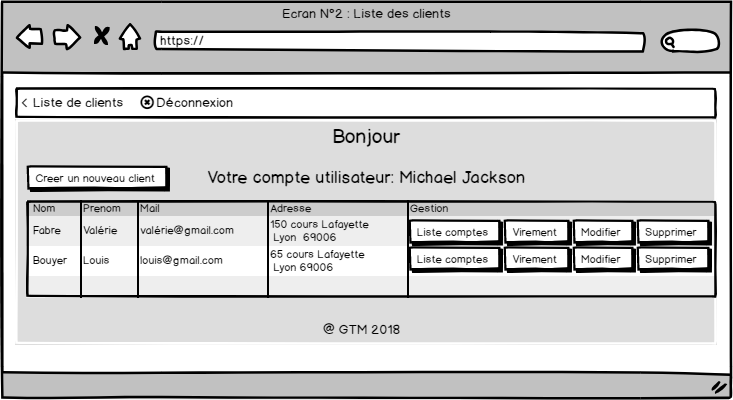 Ecran N°2 : Liste des clients
https://
< Liste de clients Déconnexion
Bonjour
Creer un nouveau client Votre compte utilisateur: Michael Jackson
Nom Prenom Mail Adresse Gestion
Fabre Valérie valérie@gmail.com 150 cours Lafayette Lyon 69006 Liste comptes Virement Modifier Supprimer
Bouyer Louis louis@gmail.com 65 cours Lafayette Lyon 69006 Liste comptes Virement Modifier Supprimer
@ GTM 2018